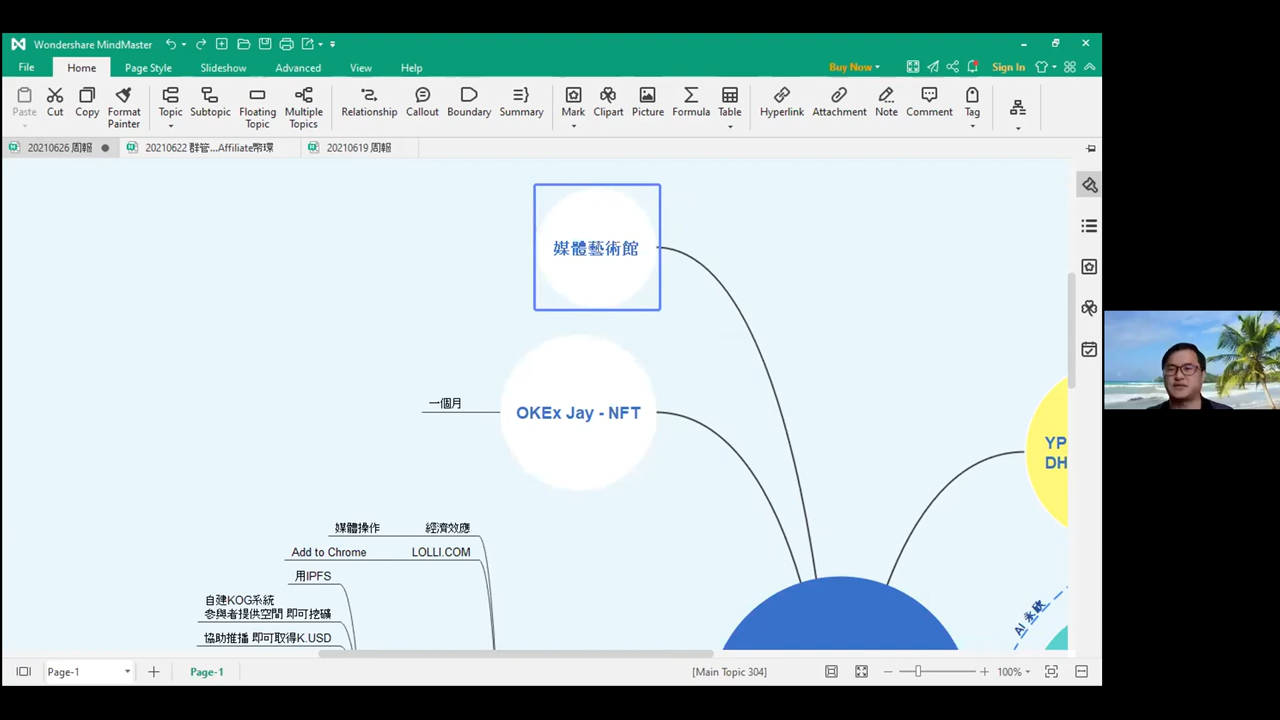 Wondershare MindMaster
File
Home
Page Style
Slideshow
Advanced
View
Help
Buy Now
Sign In
Paste
Cut
Copy
Format
Painter
Topic
Subtopic
Floating
Topic
Multiple
Topics
Relationship
Callout
Boundary
Summary
Mark
Clipart
Picture
Formula
Table
Hyperlink
Attachment
Note
Comment
Tag
20210626 周報
20210622 群管...Affiliate幣環
20210619 周報
媒體藝術館
一個月
OKEx Jay - NFT
YP
DH
媒體操作
經濟效應
Add to Chrome
LOLLI.COM
用IPFS
自建KOG系統
參與者提供空間 即可挖礦
協助推播 即可取得K.USD
AI 永欽
Page-1
Page-1
[Main Topic 304]
100%